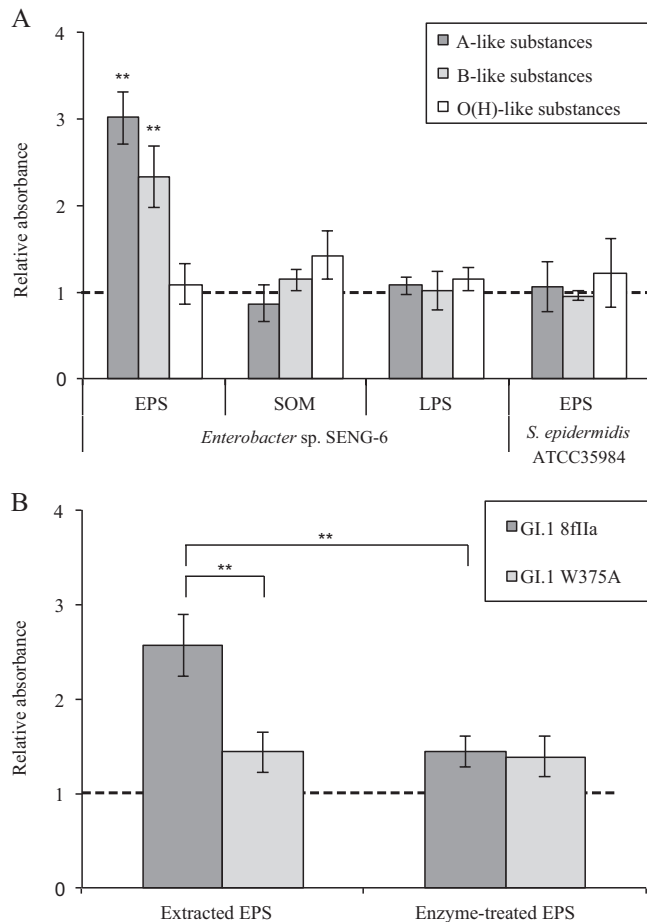 A
Relative absorbance
4
3
2
1
0
A-like substances
B-like substances
O(H)-like substances
**
**
EPS SOM LPS EPS
Enterobacter sp. SENG-6 S. epidermidis
ATCC35984
B
Relative absorbance
4
3
2
1
0
GI.1 8fIIa
GI.1 W375A
**
**
Extracted EPS Enzyme-treated EPS